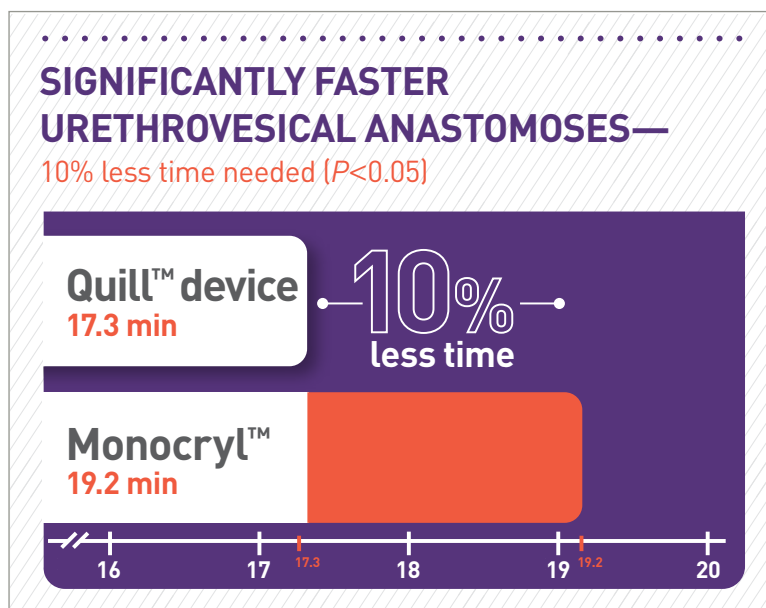 SIGNIFICANTLY FASTER
URETHROVESICAL ANASTOMOSES—
10% less time needed (P<0.05)
Quill™ device
17.3 min
10%
less time
Monocryl™
19.2 min
16 17 17.3 18 19 19.2 20